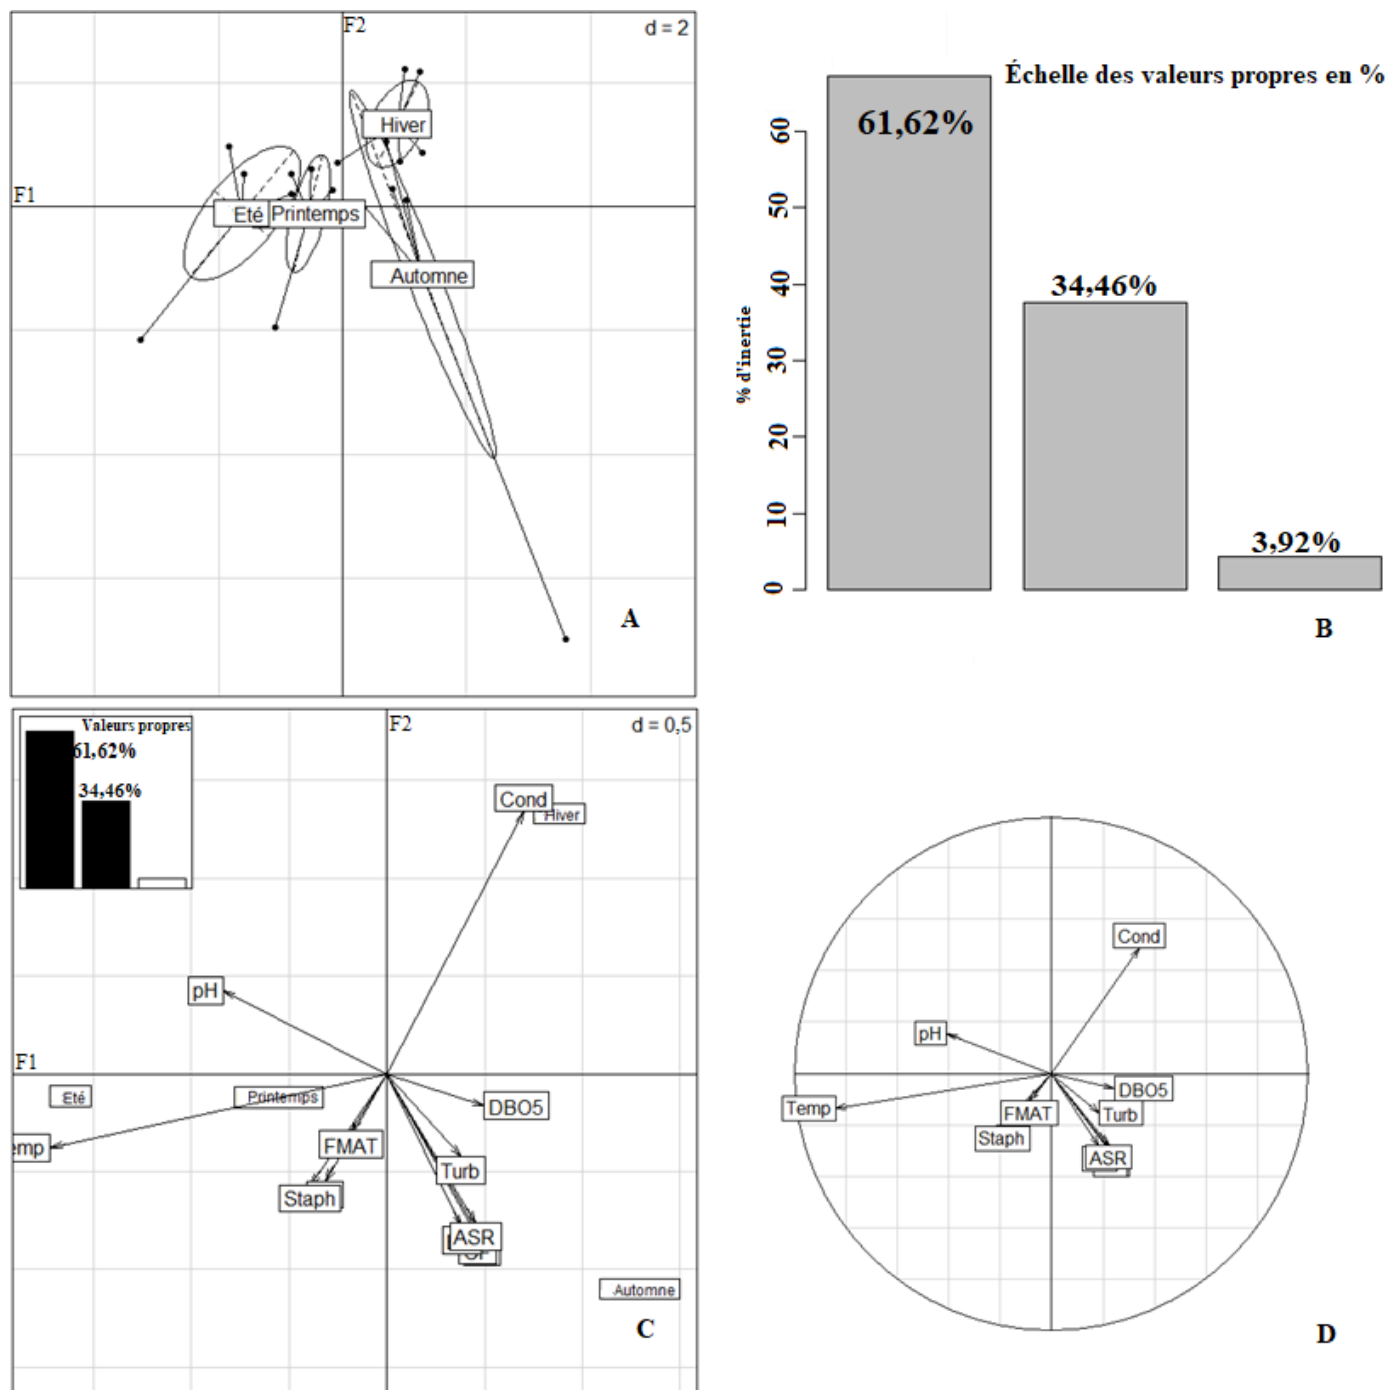 F2
d = 2
Hiver
F1
Eté
Printemps
Automne
A
Échelle des valeurs propres en %
61,62%
34,46%
3,92%
% d'inertie
60
50
40
30
20
10
0
B
Valeurs propres
61,62%
34,46%
F2
d = 0,5
Cond
Hiver
pH
F1
Eté
Printemps
emp
DBO5
FMAT
Turb
Staph
ASR
Automne
C
Cond
pH
Temp
DBO5
FMAT
Turb
Staph
ASR
D